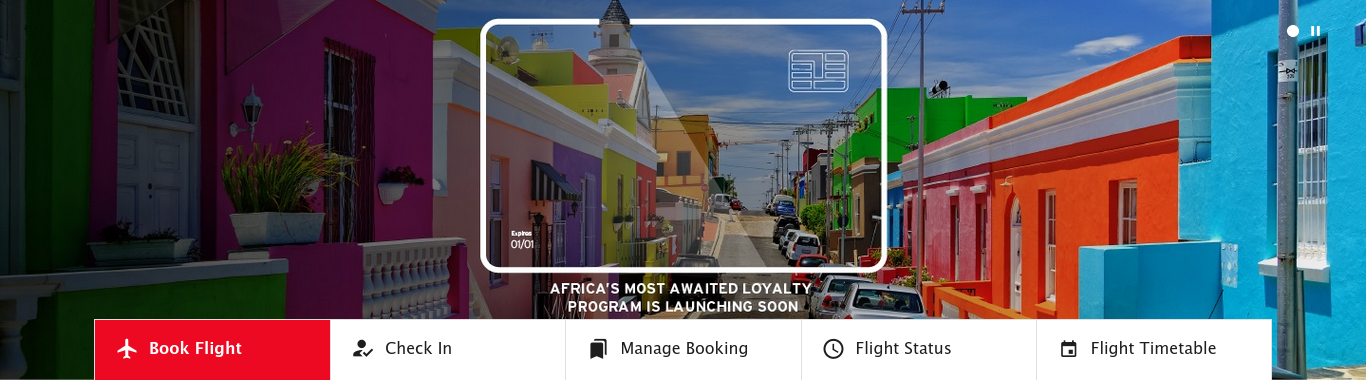 Expires
01/01
AFRICA'S MOST AWAITED LOYALTY
PROGRAM IS LAUNCHING SOON
Book Flight
Check In
Manage Booking
Flight Status
Flight Timetable